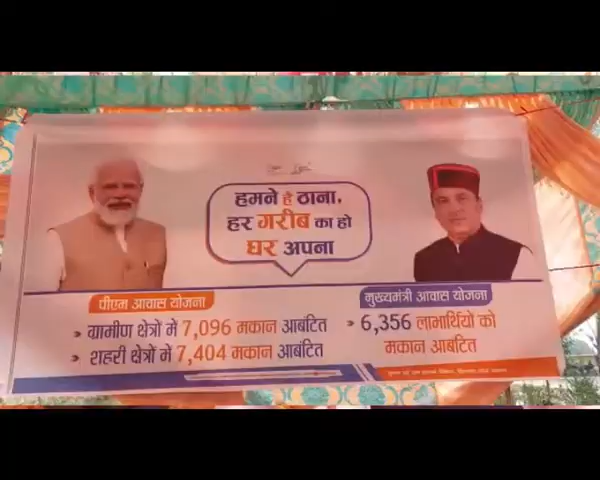 हमने है ठाना,
हर गरीब का हो
घर अपना
पीएम आवास योजना
➤ ग्रामीण क्षेत्रों में 7,096 मकान आबंटित
➤ शहरी क्षेत्रों में 7,404 मकान आबंटित
मुख्यमंत्री आवास योजना
➤ 6,356 लाभार्थियों को
मकान आबंटित